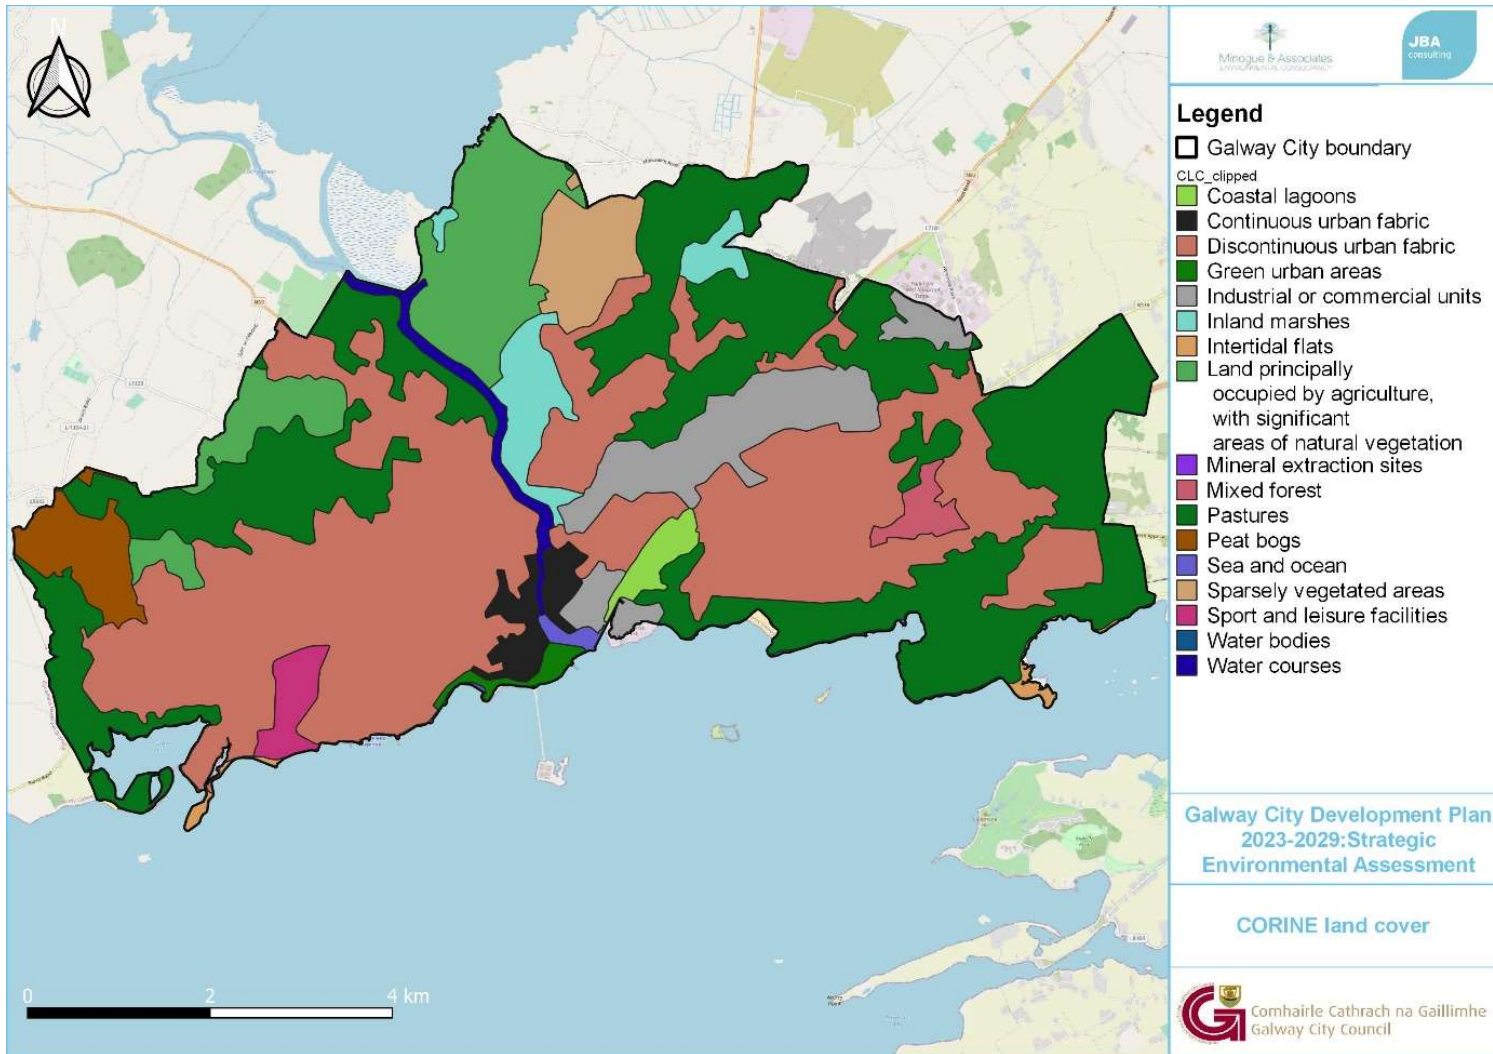 N
0 2 4 km
Minogue & Associates
ENVIRONMENTAL CONSULTANCY
JBA
consulting
Legend
Galway City boundary
CLC_clipped
Coastal lagoons
Continuous urban fabric
Discontinuous urban fabric
Green urban areas
Industrial or commercial units
Inland marshes
Intertidal flats
Land principally
occupied by agriculture,
with significant
areas of natural vegetation
Mineral extraction sites
Mixed forest
Pastures
Peat bogs
Sea and ocean
Sparsely vegetated areas
Sport and leisure facilities
Water bodies
Water courses
Galway City Development Plan
2023-2029:Strategic
Environmental Assessment
CORINE land cover
Comhairle Cathrach na Gaillimhe
Galway City Council